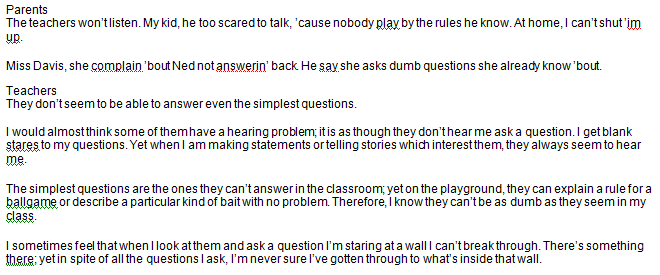 Parents
The teachers won't listen. My kid, he too scared to talk, 'cause nobody play by the rules he know. At home, I can't shut 'im
up.
Miss Davis, she complain 'bout Ned not answerin' back. He say she asks dumb questions she already know 'bout.
Teachers
They don't seem to be able to answer even the simplest questions.
I would almost think some of them have a hearing problem; it is as though they don't hear me ask a question. I get blank
stares to my questions. Yet when I am making statements or telling stories which interest them, they always seem to hear
me.
The simplest questions are the ones they can't answer in the classroom; yet on the playground, they can explain a rule for a
ballgame or describe a particular kind of bait with no problem. Therefore, I know they can't be as dumb as they seem in my
class.
I sometimes feel that when I look at them and ask a question I'm staring at a wall I can't break through. There's something
there; yet in spite of all the questions I ask, I'm never sure I've gotten through to what's inside that wall.